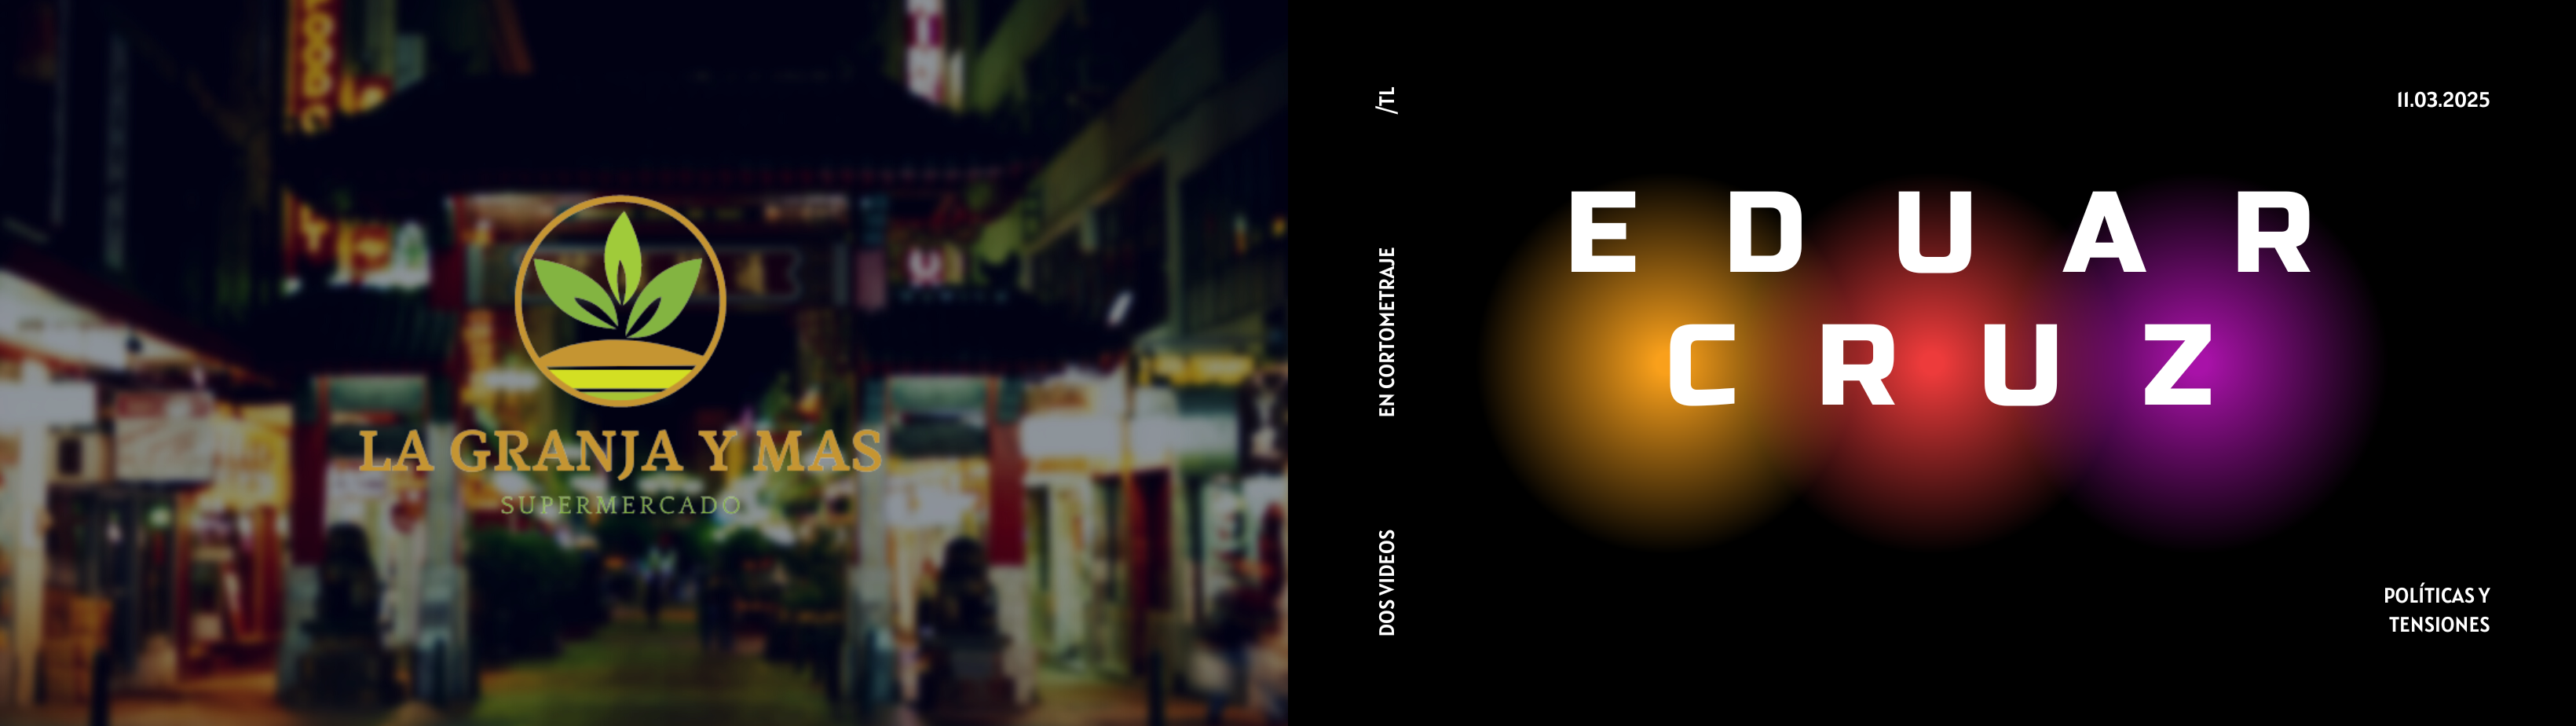 LA GRANJA Y MAS
SUPERMERCADO
/TL
EN CORTOMETRAJE
DOS VIDEOS
11.03.2025
EDUAR
CRUZ
POLÍTICAS Y
TENSIONES